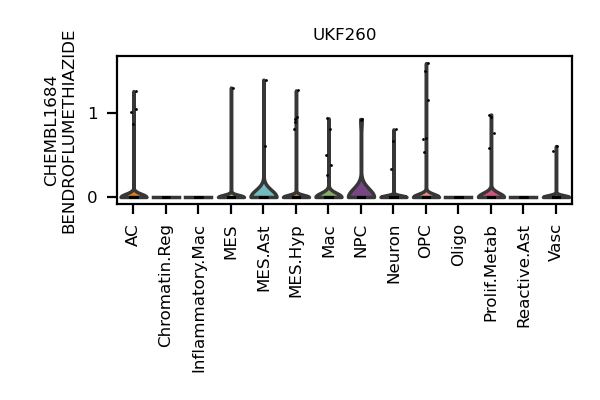 UKF260
CHEMBL1684
BENDROFLUMETHIAZIDE
1
0
AC
Chromatin.Reg
Inflammatory.Mac
MES
MES.Ast
MES.Hyp
Mac
NPC
Neuron
OPC
Oligo
Prolif.Metab
Reactive.Ast
Vasc